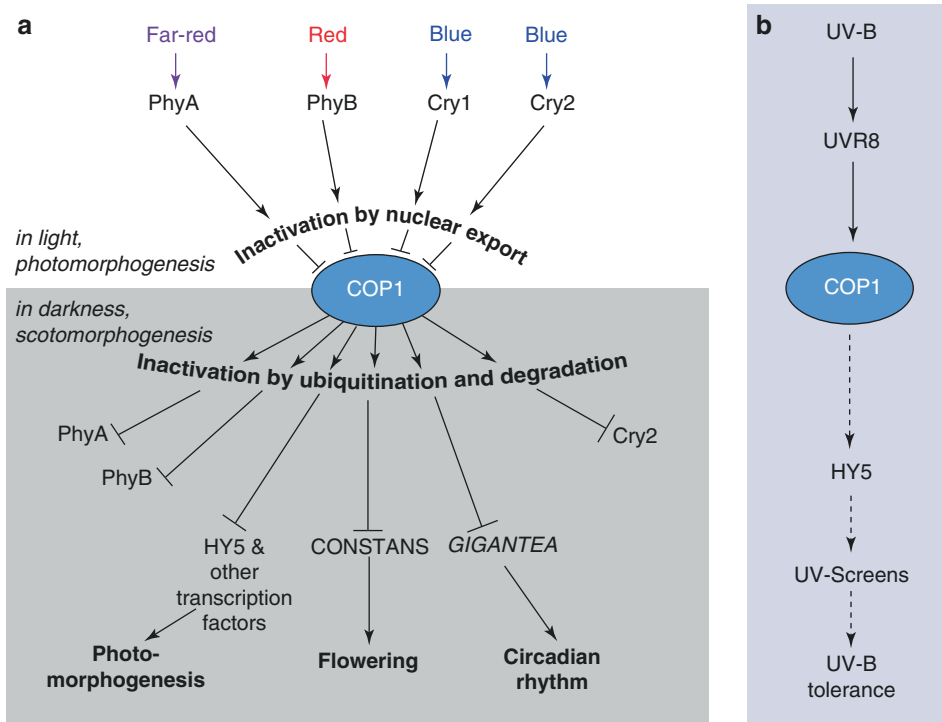 a
Far-red
Red
Blue
Blue
PhyA
PhyB
Cry1
Cry2
Inactivation by nuclear export
in light,
photomorphogenesis
COP1
in darkness,
scotomorphogenesis
Inactivation by ubiquitination and degradation
PhyA
PhyB
Cry2
HY5 &
other
transcription
factors
CONSTANS
GIGANTEA
Photo-
morphogenesis
Flowering
Circadian
rhythm
b
UV-B
UVR8
COP1
HY5
UV-Screens
UV-B
tolerance